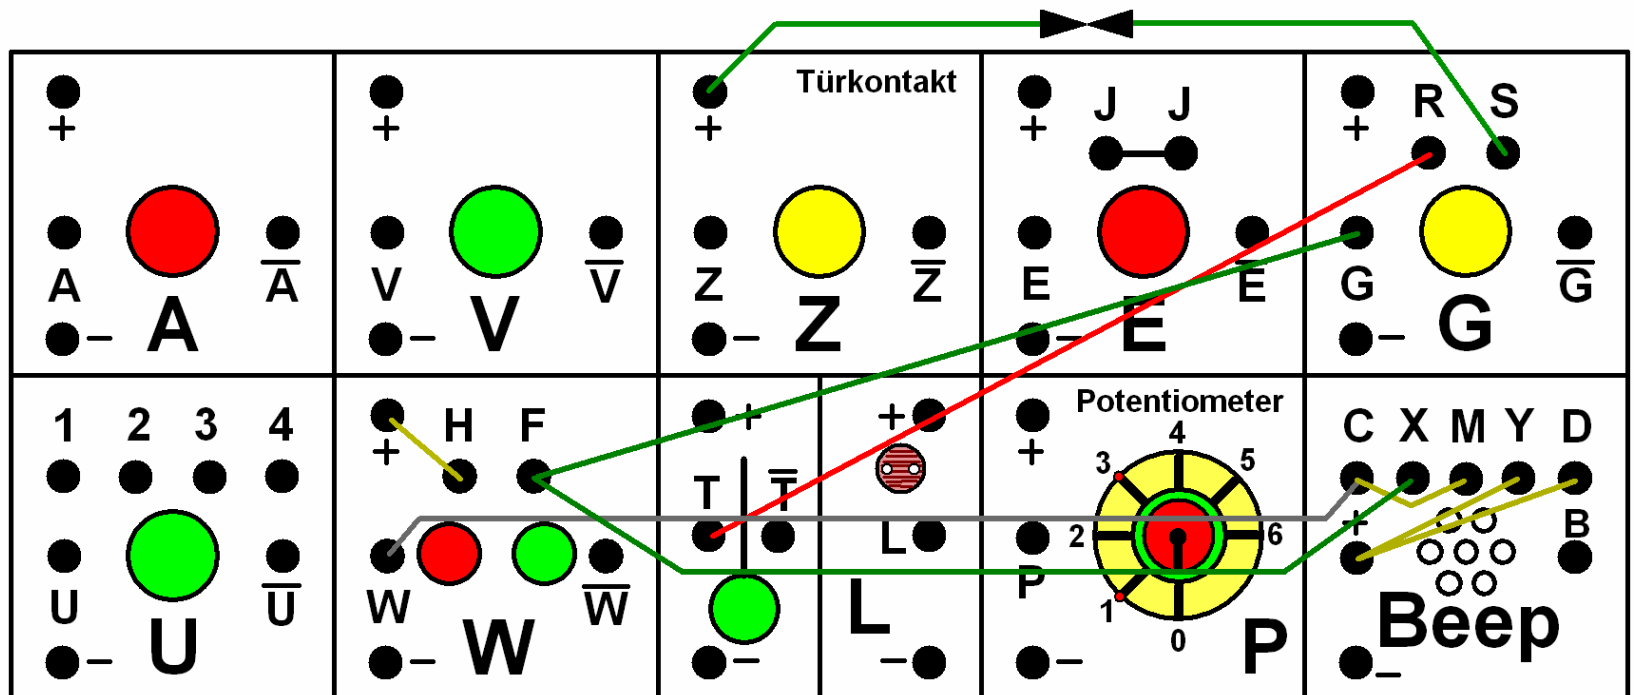 Türkontakt
J J
R S
+ + + + +
A A̅ V V̅ Z Z̅ E E̅ G G̅
A V Z E G
− − − − −
1 2 3 4
H F
C X M Y D
Potentiometer
+ + + + +
T T̅
L
3 4 5
2 6
1 0
P
B
U U̅ W W̅
U W L P Beep
− − − − − −